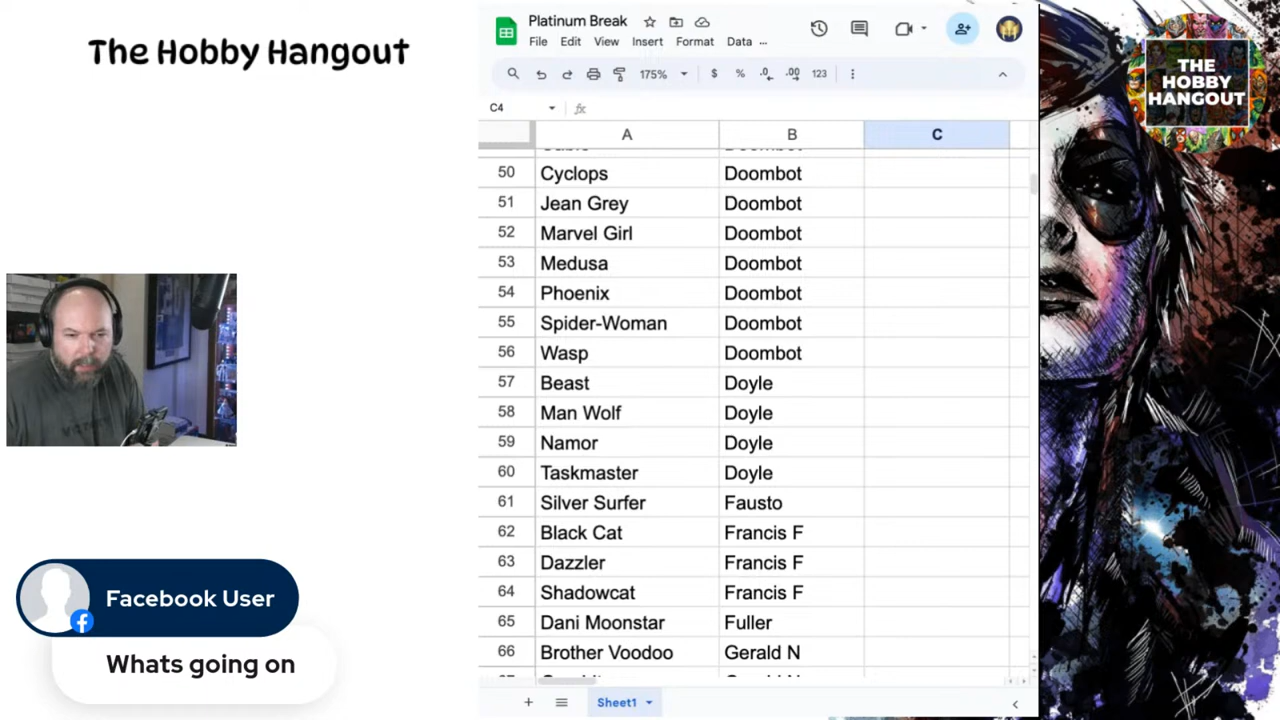 The Hobby Hangout
Platinum Break
File Edit View Insert Format Data ...
175% $ % .0 .00 123
C4 fx
A B C
50 Cyclops Doombot
51 Jean Grey Doombot
52 Marvel Girl Doombot
53 Medusa Doombot
54 Phoenix Doombot
55 Spider-Woman Doombot
56 Wasp Doombot
57 Beast Doyle
58 Man Wolf Doyle
59 Namor Doyle
60 Taskmaster Doyle
61 Silver Surfer Fausto
62 Black Cat Francis F
63 Dazzler Francis F
64 Shadowcat Francis F
65 Dani Moonstar Fuller
66 Brother Voodoo Gerald N
Sheet1
THE
HOBBY
HANGOUT
Facebook User
Whats going on